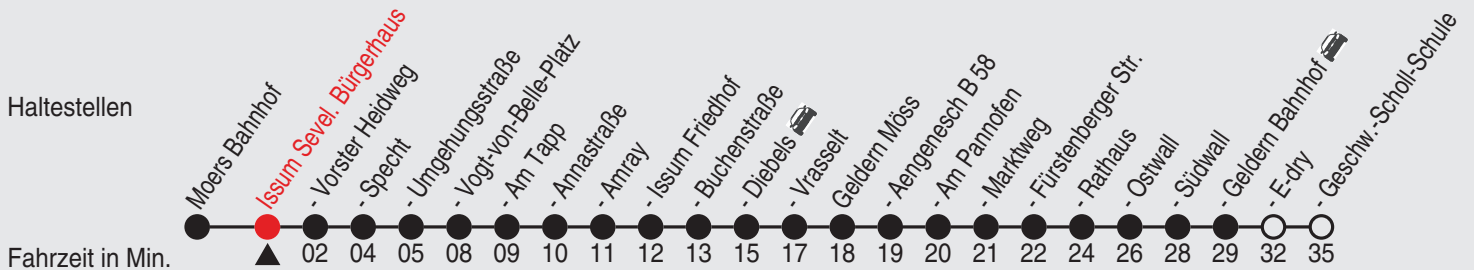 Haltestellen
Moers Bahnhof
Issum Sevel. Bürgerhaus
- Vorster Heidweg
- Specht
- Umgehungsstraße
- Vogt-von-Belle-Platz
- Am Tapp
- Annastraße
- Amray
- Issum Friedhof
- Buchenstraße
- Diebels
- Vrasselt
Geldern Möss
- Aengenesch B 58
- Am Pannofen
- Marktweg
- Fürstenberger Str.
- Rathaus
- Ostwall
- Südwall
- Geldern Bahnhof
- E-dry
- Geschw.-Scholl-Schule
Fahrzeit in Min. 02 04 05 08 09 10 11 12 13 15 17 18 19 20 21 22 24 26 28 29 32 35